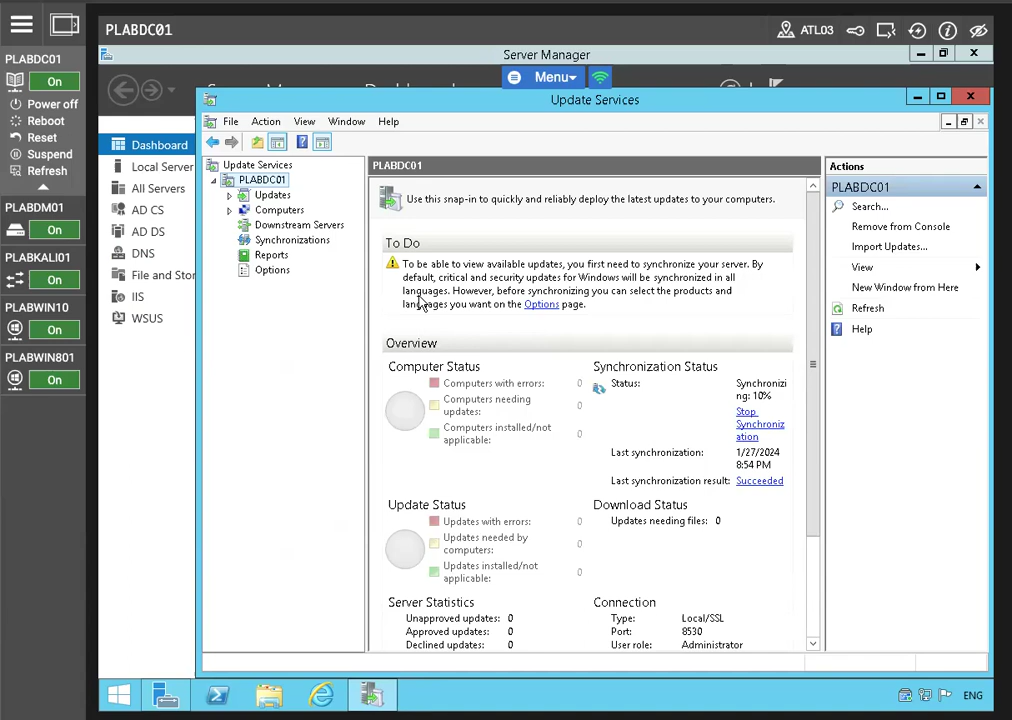 PLABDC01
ATL03
PLABDC01
On
Power off
Reboot
Reset
Suspend
Refresh
PLABDM01
On
PLABKALI01
On
PLABWIN10
On
PLABWIN801
On
Server Manager
Menu
Dashboard
Local Server
All Servers
AD CS
AD DS
DNS
File and Stor
IIS
WSUS
Update Services
File Action View Window Help
Update Services
PLABDC01
Updates
Computers
Downstream Servers
Synchronizations
Reports
Options
PLABDC01
Use this snap-in to quickly and reliably deploy the latest updates to your computers.
To Do
To be able to view available updates, you first need to synchronize your server. By
default, critical and security updates for Windows will be synchronized in all
languages. However, before synchronizing you can select the products and
languages you want on the Options page.
Overview
Computer Status
Computers with errors: 0
Computers needing
updates: 0
Computers installed/not
applicable: 0
Synchronization Status
Status: Synchronizi
ng: 10%
Stop
Synchroniz
ation
Last synchronization: 1/27/2024
8:54 PM
Last synchronization result: Succeeded
Update Status
Updates with errors: 0
Updates needed by
computers: 0
Updates installed/not
applicable: 0
Download Status
Updates needing files: 0
Server Statistics
Unapproved updates: 0
Approved updates: 0
Declined updates: 0
Connection
Type: Local/SSL
Port: 8530
User role: Administrator
Actions
PLABDC01
Search...
Remove from Console
Import Updates...
View
New Window from Here
Refresh
Help
ENG